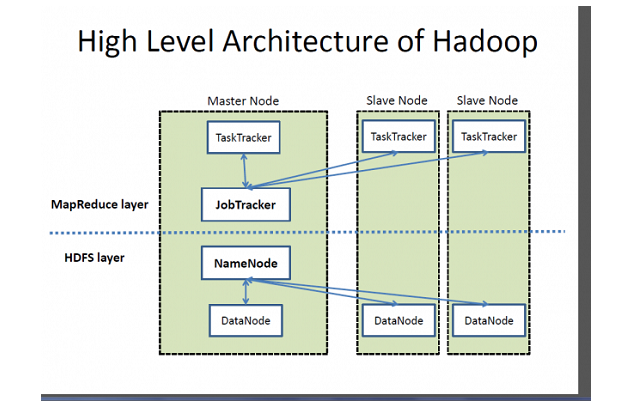 High Level Architecture of Hadoop
Master Node
Slave Node
Slave Node
TaskTracker
TaskTracker
TaskTracker
MapReduce layer
JobTracker
HDFS layer
NameNode
DataNode
DataNode
DataNode